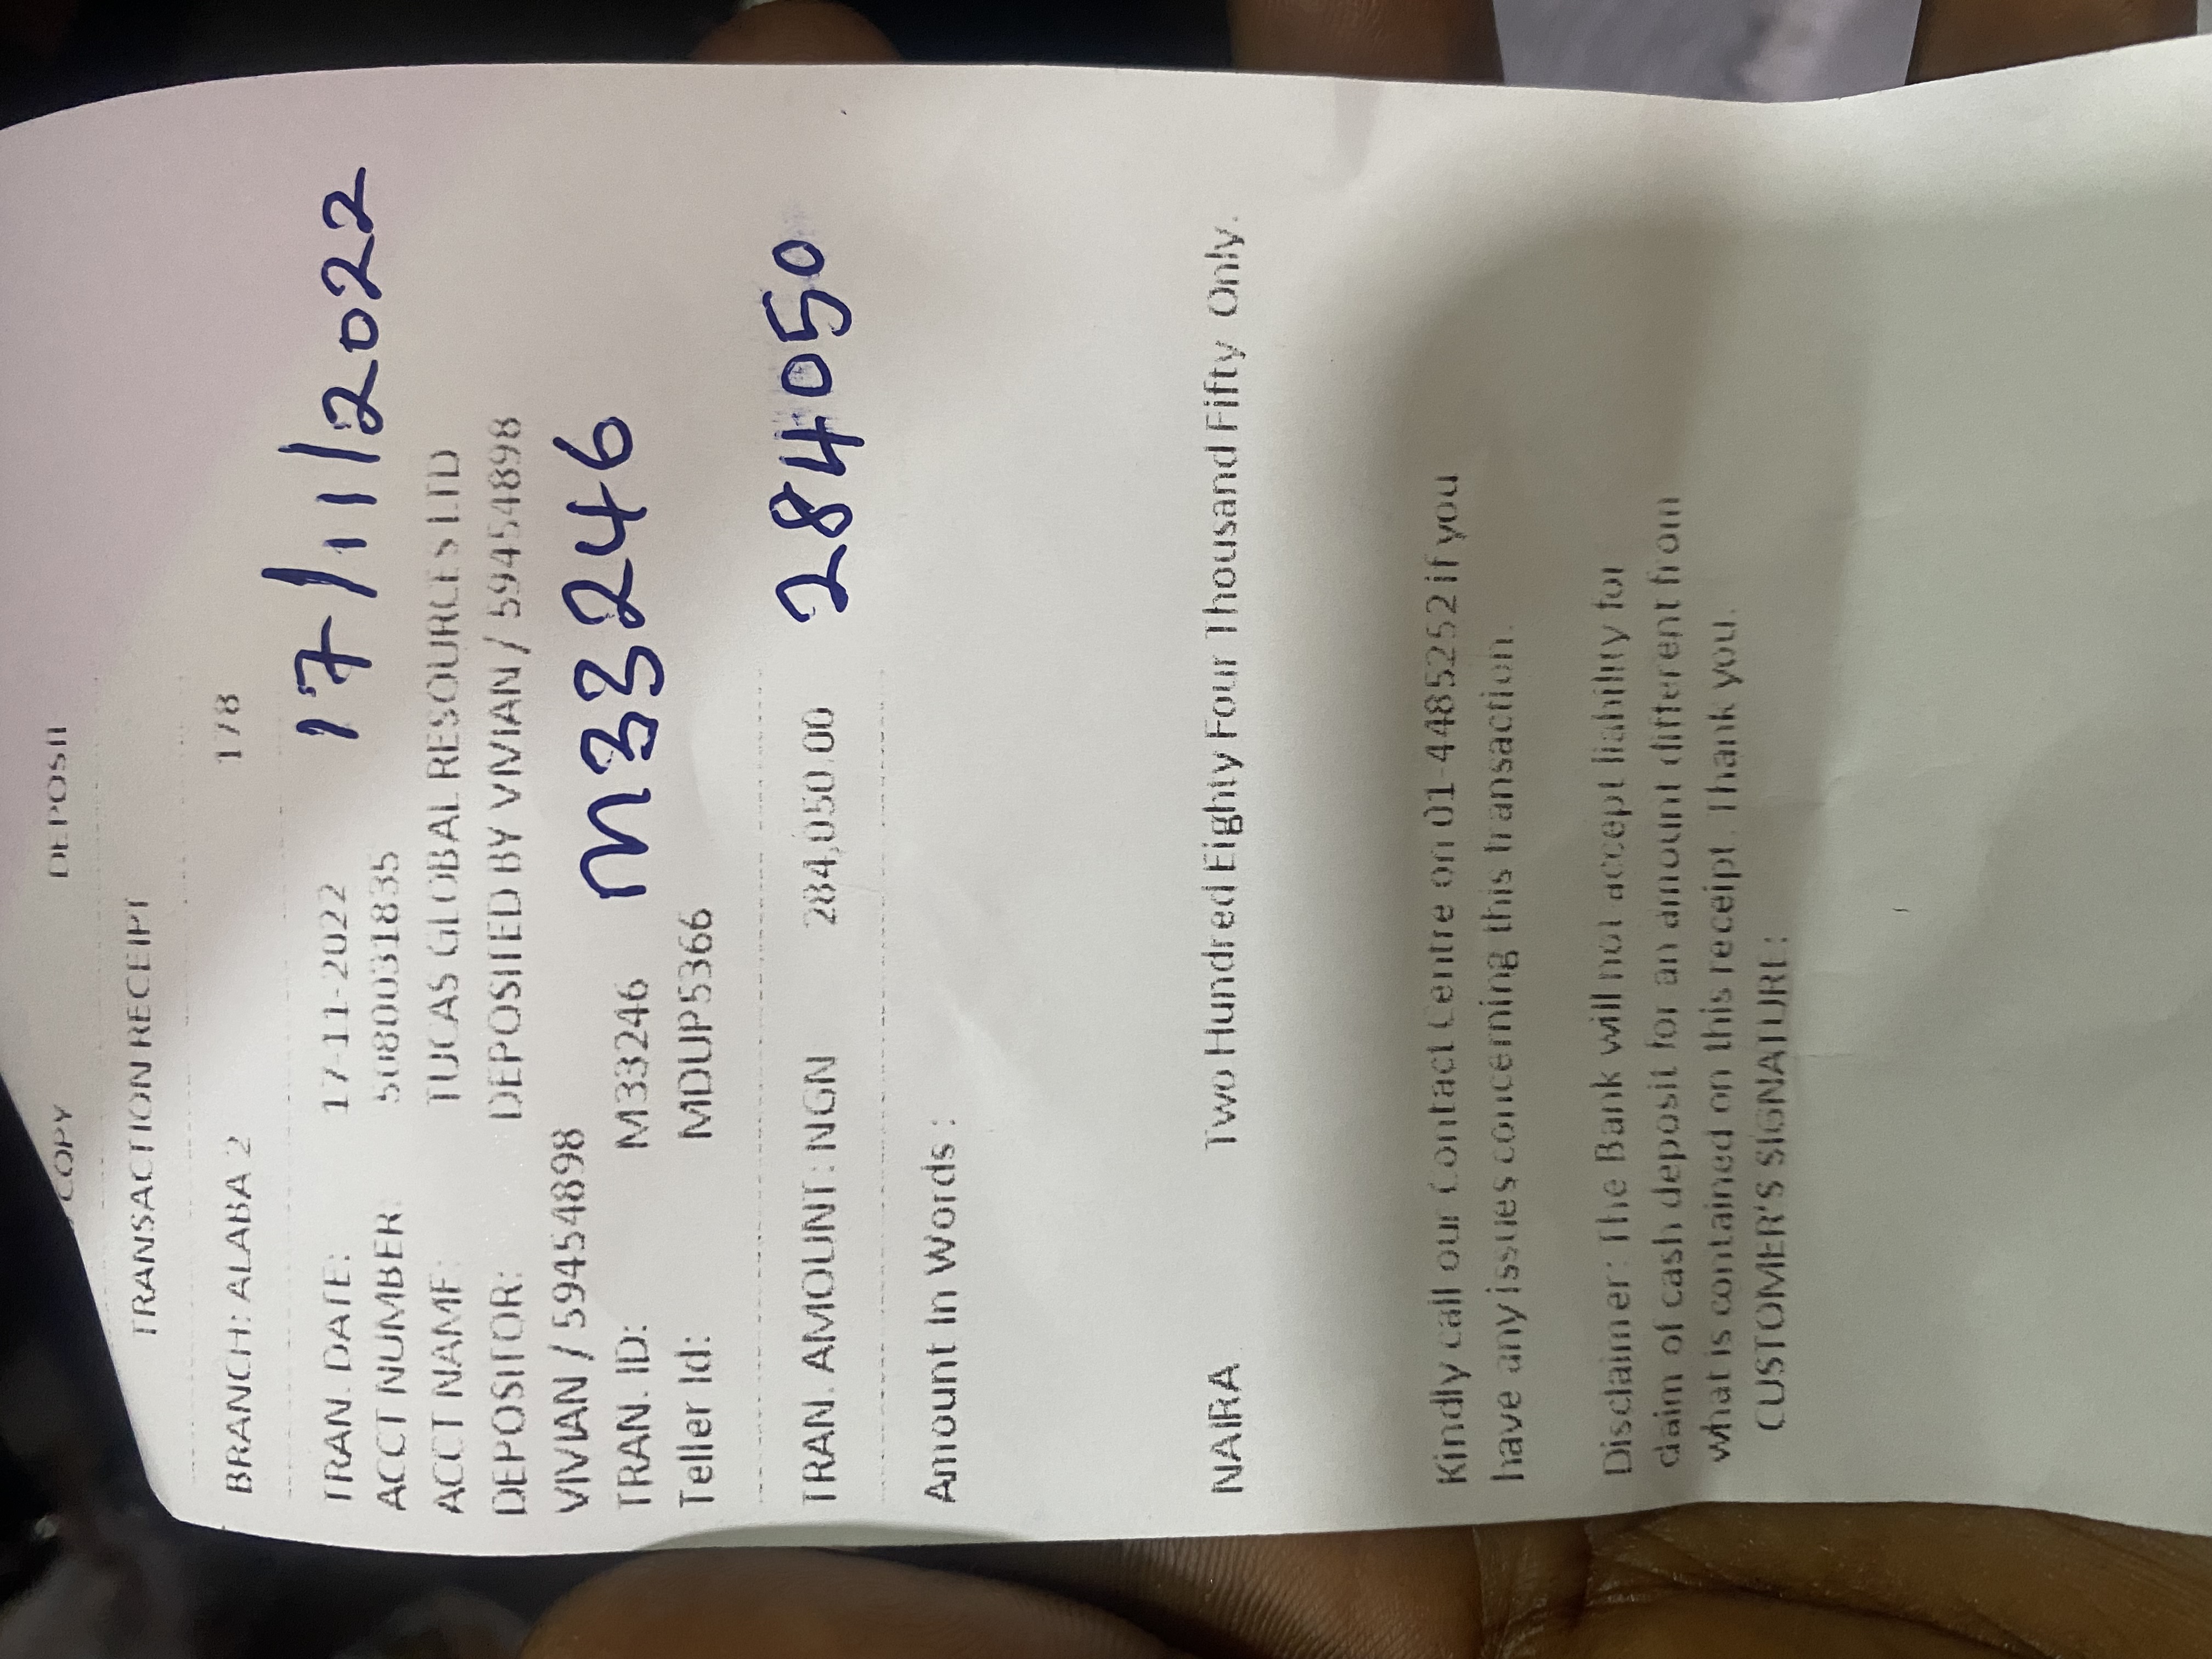 COPY DEPOSIT
TRANSACTION RECEIPT
BRANCH: ALABA 2 178
17/11/2022
TRAN. DATE: 17-11-2022
ACCT NUMBER: 5080031835
ACCT NAME: TUCAS GLOBAL RESOURCES LTD
DEPOSITOR: DEPOSITED BY VIVIAN / 59454898
VIVIAN / 59454898
TRAN. ID: M33246 M33246
Teller Id: MDUP5366
TRAN. AMOUNT: NGN 284,050.00 284050
Amount In Words :
NAIRA Two Hundred Eighty Four Thousand Fifty Only.
Kindly call our Contact Centre on 01-4485252 if you
have any issues concerning this transaction.
Disclaimer: The Bank will not accept liability for
claim of cash deposit for an amount different from
what is contained on this receipt. Thank you.
CUSTOMER'S SIGNATURE: